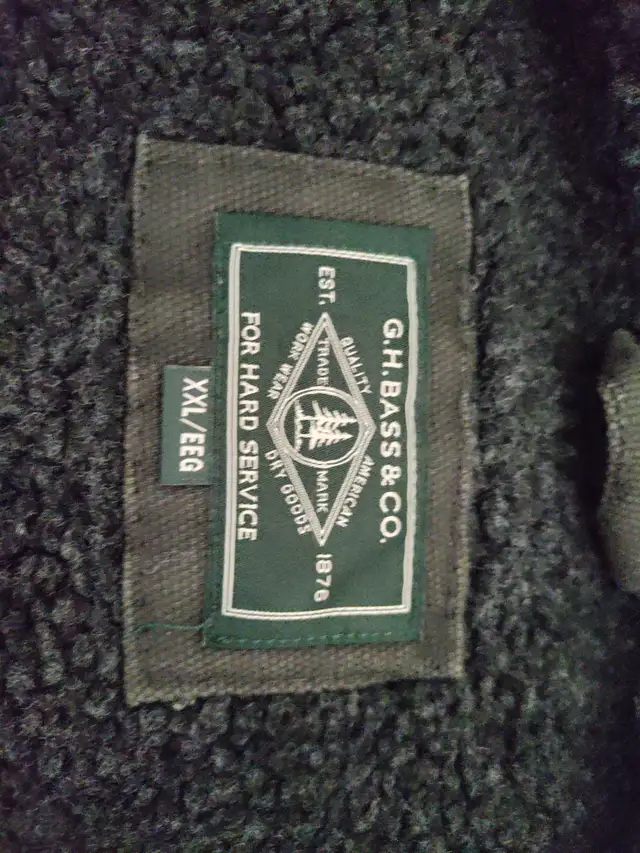 G.H. BASS & CO.
QUALITY AMERICAN
EST. TRADE MARK 1876
WORK WEAR DRY GOODS
FOR HARD SERVICE
XXL/EEG